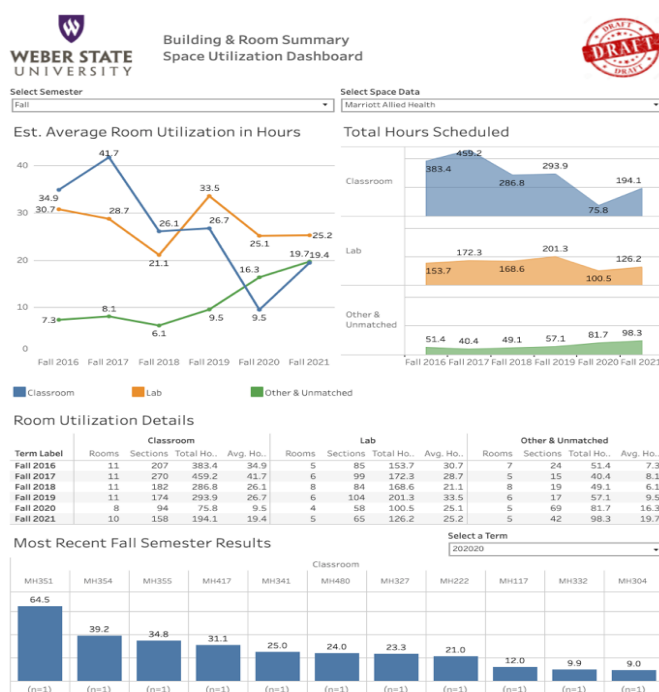 WEBER STATE
UNIVERSITY
Building & Room Summary
Space Utilization Dashboard
DRAFT
DRAFT
DRAFT
Select Semester
Fall
Select Space Data
Marriott Allied Health
Est. Average Room Utilization in Hours
40
30
20
10
0
34.9
41.7
26.1
26.7
9.5
19.4
30.7
28.7
21.1
33.5
25.1
25.2
7.3
8.1
6.1
9.5
16.3
19.7
Fall 2016 Fall 2017 Fall 2018 Fall 2019 Fall 2020 Fall 2021
Classroom Lab Other & Unmatched
Total Hours Scheduled
Classroom
383.4 459.2 286.8 293.9 75.8 194.1
Lab
153.7 172.3 168.6 201.3 100.5 126.2
Other &
Unmatched
51.4 40.4 49.1 57.1 81.7 98.3
Fall 2016 Fall 2017 Fall 2018 Fall 2019 Fall 2020 Fall 2021
Room Utilization Details
Classroom Lab Other & Unmatched
Term Label Rooms Sections Total Ho.. Avg. Ho.. Rooms Sections Total Ho.. Avg. Ho.. Rooms Sections Total Ho.. Avg. Ho..
Fall 2016 11 207 383.4 34.9 5 85 153.7 30.7 7 24 51.4 7.3
Fall 2017 11 270 459.2 41.7 6 99 172.3 28.7 5 15 40.4 8.1
Fall 2018 11 182 286.8 26.1 8 84 168.6 21.1 8 19 49.1 6.1
Fall 2019 11 174 293.9 26.7 6 104 201.3 33.5 6 17 57.1 9.5
Fall 2020 8 94 75.8 9.5 4 58 100.5 25.1 5 69 81.7 16.3
Fall 2021 10 158 194.1 19.4 5 65 126.2 25.2 5 42 98.3 19.7
Most Recent Fall Semester Results
Select a Term
202020
Classroom
MH351 MH354 MH355 MH417 MH341 MH480 MH327 MH222 MH117 MH332 MH304
64.5 39.2 34.8 31.1 25.0 24.0 23.3 21.0 12.0 9.9 9.0
(n=1) (n=1) (n=1) (n=1) (n=1) (n=1) (n=1) (n=1) (n=1) (n=1) (n=1)